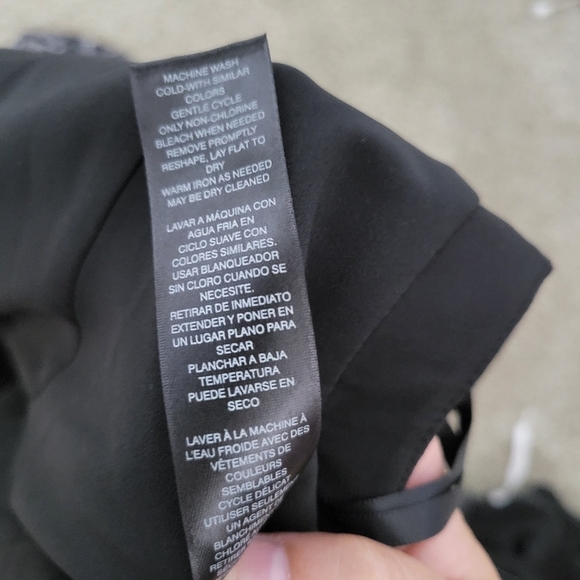 MACHINE WASH
COLD-WITH SIMILAR
COLORS
GENTLE CYCLE
ONLY NON-CHLORINE
BLEACH WHEN NEEDED
REMOVE PROMPTLY
RESHAPE, LAY FLAT TO
DRY
WARM IRON AS NEEDED
MAY BE DRY CLEANED
LAVAR A MÁQUINA CON
AGUA FRIA EN
CICLO SUAVE CON
COLORES SIMILARES.
USAR BLANQUEADOR
SIN CLORO CUANDO SE
NECESITE.
RETIRAR DE INMEDIATO
EXTENDER Y PONER EN
UN LUGAR PLANO PARA
SECAR
PLANCHAR A BAJA
TEMPERATURA
PUEDE LAVARSE EN
SECO
LAVER À LA MACHINE À
L'EAU FROIDE AVEC DES
VÊTEMENTS DE
COULEURS
SEMBLABLES
CYCLE DÉLICAT
UTILISER SEULEMENT
UN AGENT
BLANCHIM
CHLOR
RETIRE